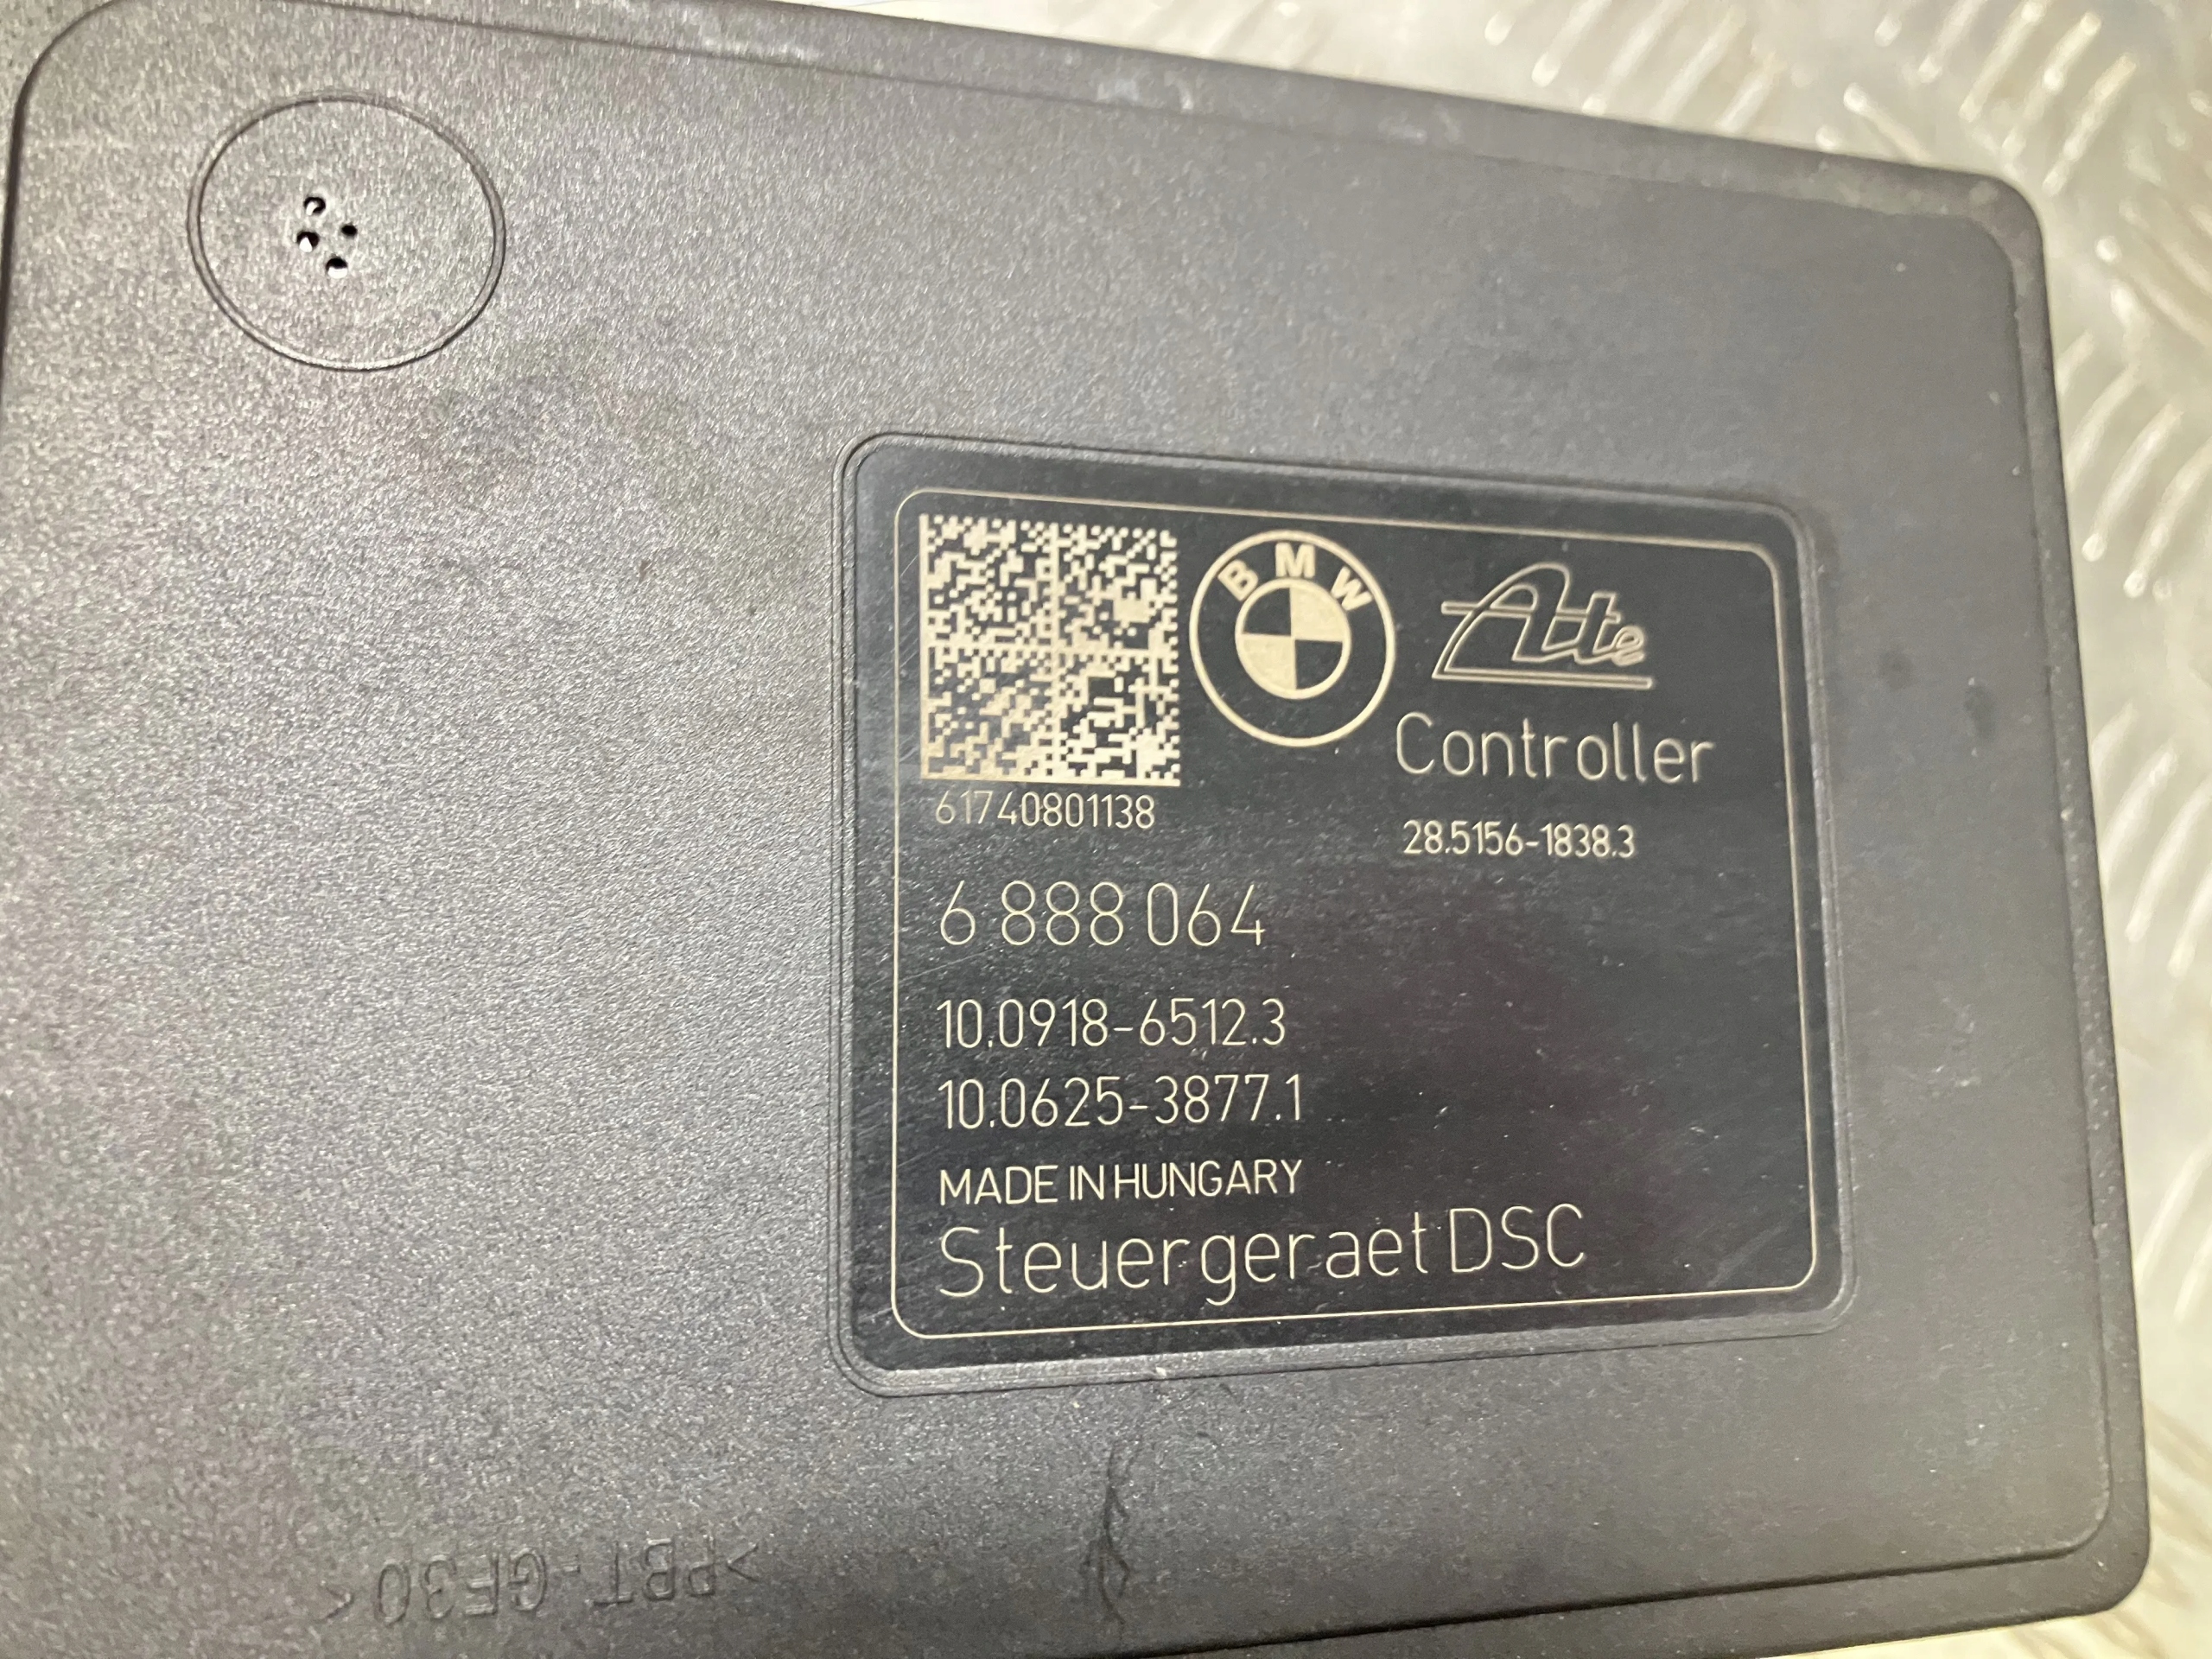 BMW
Ate
Controller
61740801138
28.5156-1838.3
6 888 064
10.0918-6512.3
10.0625-3877.1
MADE IN HUNGARY
Steuergeraet DSC
>PBT-GF30<